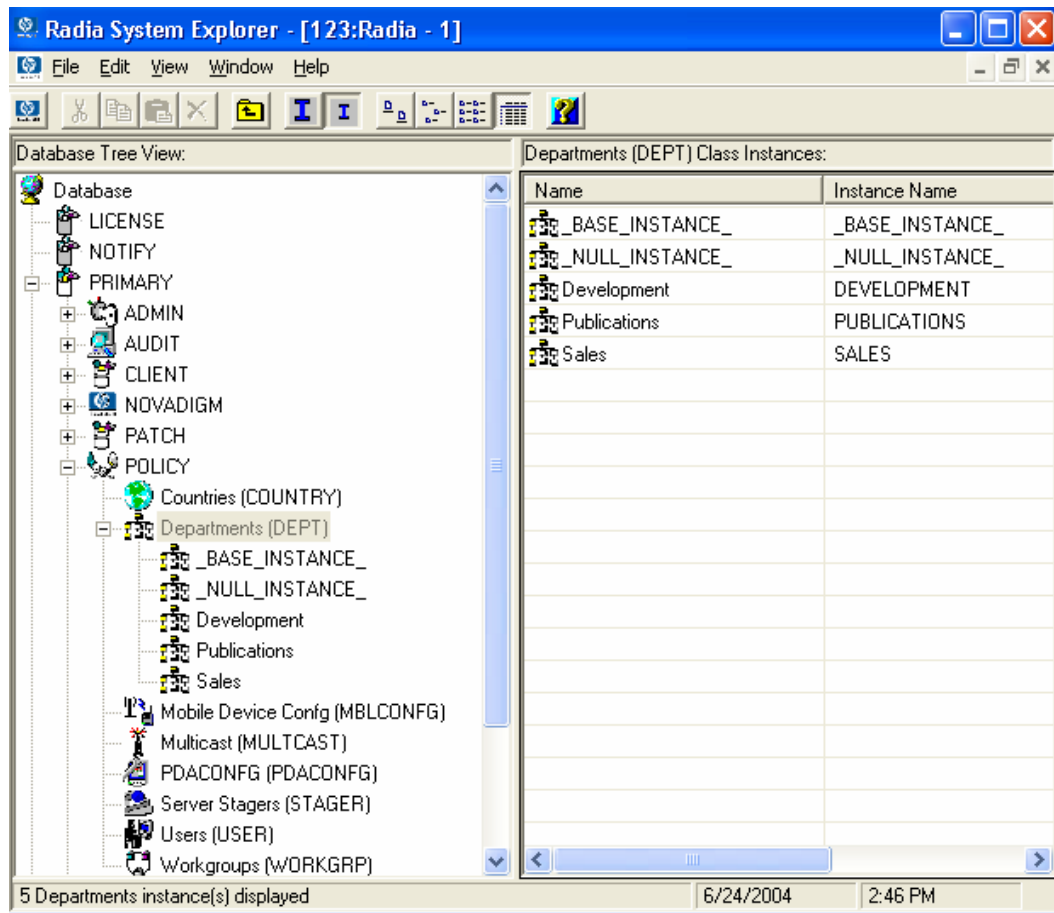 Radia System Explorer - [123:Radia - 1]
File Edit View Window Help
Database Tree View:
Database
LICENSE
NOTIFY
PRIMARY
ADMIN
AUDIT
CLIENT
NOVADIGM
PATCH
POLICY
Countries (COUNTRY)
Departments (DEPT)
_BASE_INSTANCE_
_NULL_INSTANCE_
Development
Publications
Sales
Mobile Device Confg (MBLCONFG)
Multicast (MULTCAST)
PDACONFG (PDACONFG)
Server Stagers (STAGER)
Users (USER)
Workgroups (WORKGRP)
Departments (DEPT) Class Instances:
Name Instance Name
_BASE_INSTANCE_ _BASE_INSTANCE_
_NULL_INSTANCE_ _NULL_INSTANCE_
Development DEVELOPMENT
Publications PUBLICATIONS
Sales SALES
5 Departments instance(s) displayed 6/24/2004 2:46 PM